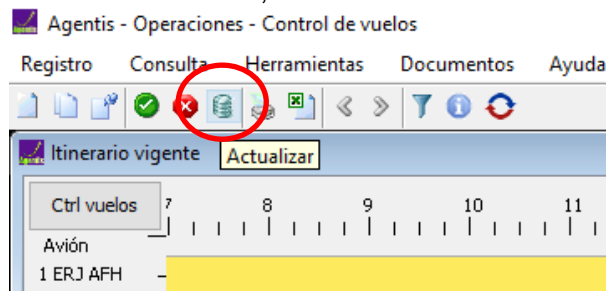 Agentis - Operaciones - Control de vuelos
Registro Consulta Herramientas Documentos Ayuda
Itinerario vigente Actualizar
Ctrl vuelos 7 8 9 10 11
Avión
1 ERJ AFH